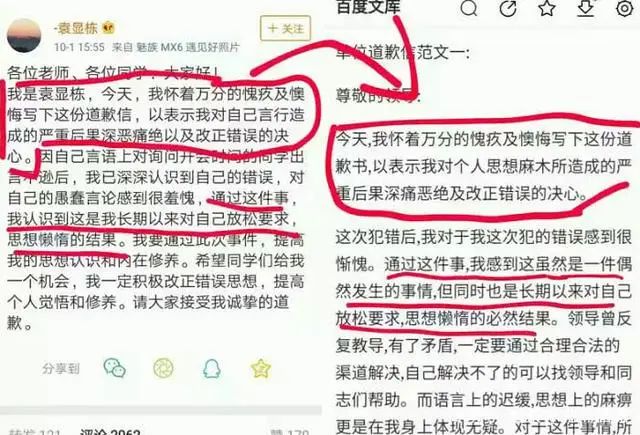 -袁显栋
10-1 15:55 来自 魅族 MX6 遇见好照片
+关注
各位老师、各位同学:大家好!
我是袁显栋，今天，我怀着万分的愧疚及懊
悔写下这份道歉信，以表示我对自己言行造
成的严重后果深恶痛绝以及改正错误的决
心。因自己言语上对询问开会时间的同学出
言不逊后，我已深深认识到自己的错误，对
自己的愚蠢言论感到很羞愧，通过这件事，
我认识到这是我长期以来对自己放松要求，
思想懒惰的结果。我要通过此次事件，提高
我的思想认识和内在修养。希望同学们给我
一个机会，我一定积极改正错误思想，提高
个人觉悟和修养。请大家接受我诚挚的道
歉。
分享到
转发 121 评论 2962 赞 179
百度文库
单位道歉信范文一:
尊敬的领导:
今天,我怀着万分的愧疚及懊悔写下这份道
歉书,以表示我对个人思想麻木所造成的严
重后果深痛恶绝及改正错误的决心。
这次犯错后,我对于我这次犯的错误感到很
惭愧。通过这件事,我感到这虽然是一件偶
然发生的事情,但同时也是长期以来对自己
放松要求,思想懒惰的必然结果。领导曾反
复教导,有了矛盾,一定要通过合理合法的
渠道解决,自己解决不了的可以找领导和同
志们帮助。而语言上的迟缓,思想上的麻痹
更是在我身上体现无疑。对于这件事情,所